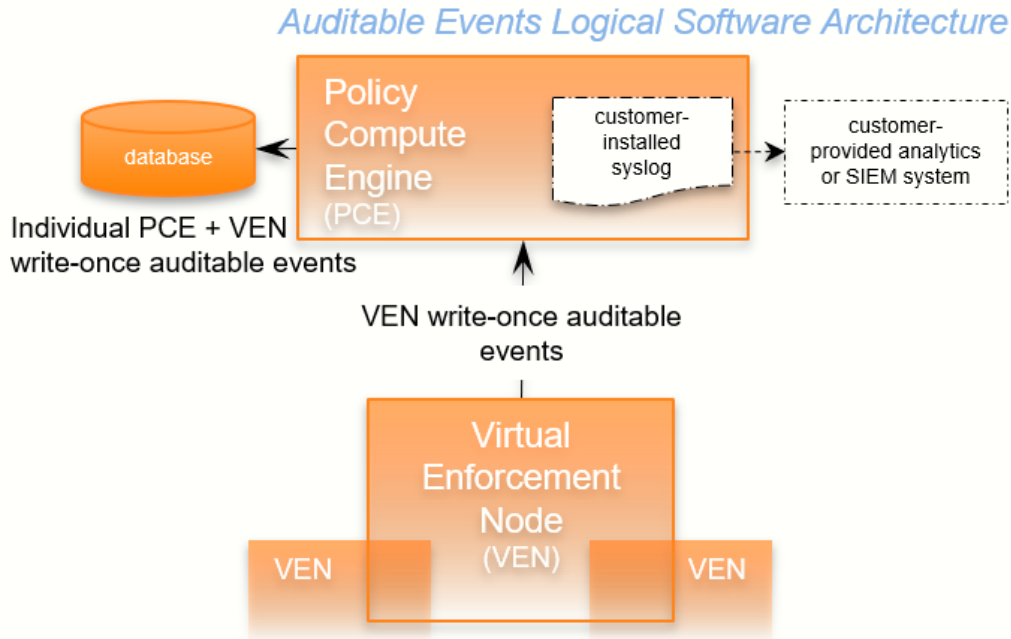 Auditable Events Logical Software Architecture
Policy
Compute
Engine
(PCE)
customer-
installed
syslog
customer-
provided analytics
or SIEM system
database
Individual PCE + VEN
write-once auditable events
VEN write-once auditable
events
Virtual
Enforcement
Node
(VEN)
VEN
VEN